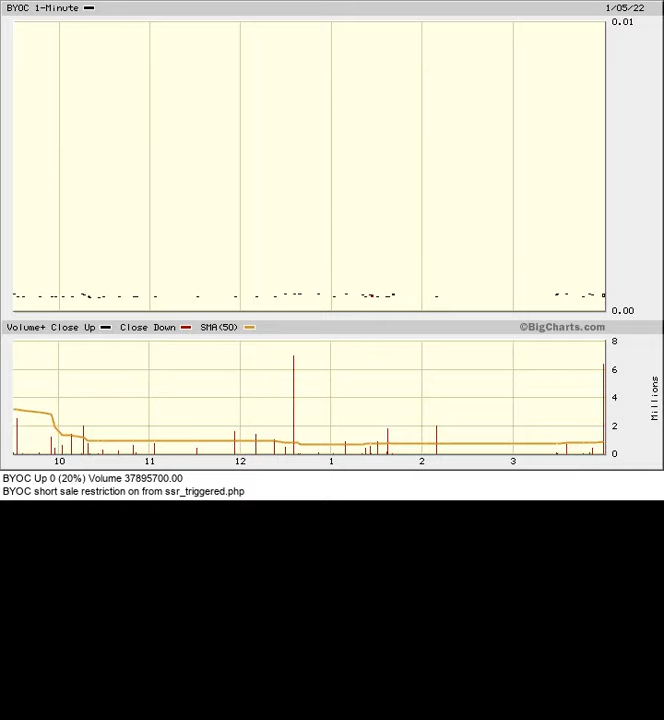 BYOC 1-Minute 1/05/22
0.01
0.00
Volume+ Close Up Close Down SMA(50) ©BigCharts.com
8
6
4
2
0
Millions
10 11 12 1 2 3
BYOC Up 0 (20%) Volume 37895700.00
BYOC short sale restriction on from ssr_triggered.php